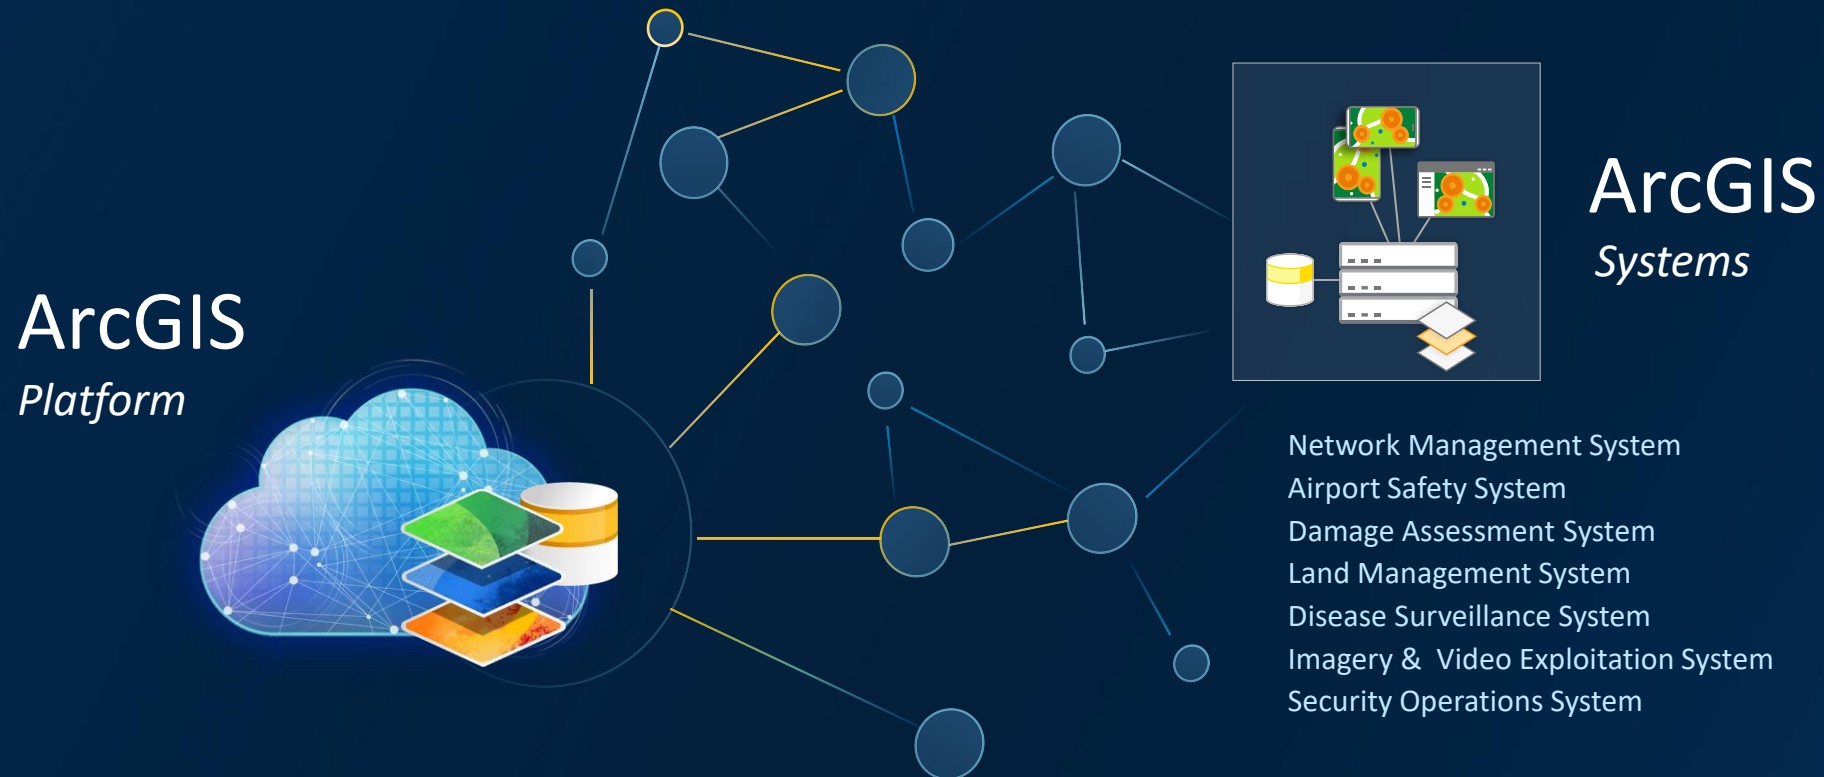 ArcGIS
Platform
ArcGIS
Systems
Network Management System
Airport Safety System
Damage Assessment System
Land Management System
Disease Surveillance System
Imagery & Video Exploitation System
Security Operations System